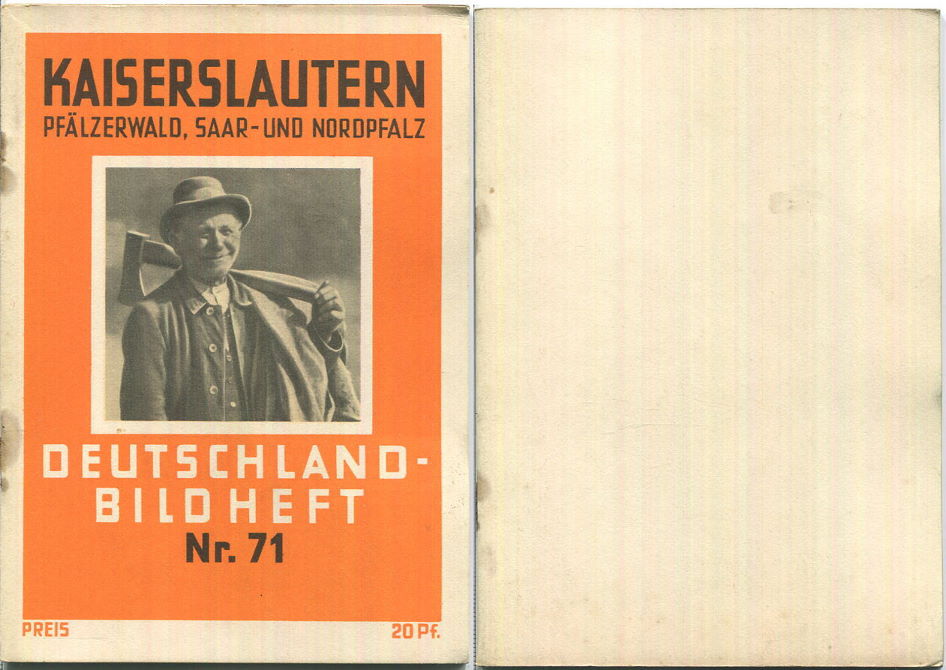 KAISERSLAUTERN
PFÄLZERWALD, SAAR- UND NORDPFALZ
DEUTSCHLAND-
BILDHEFT
Nr. 71
PREIS 20 Pf.